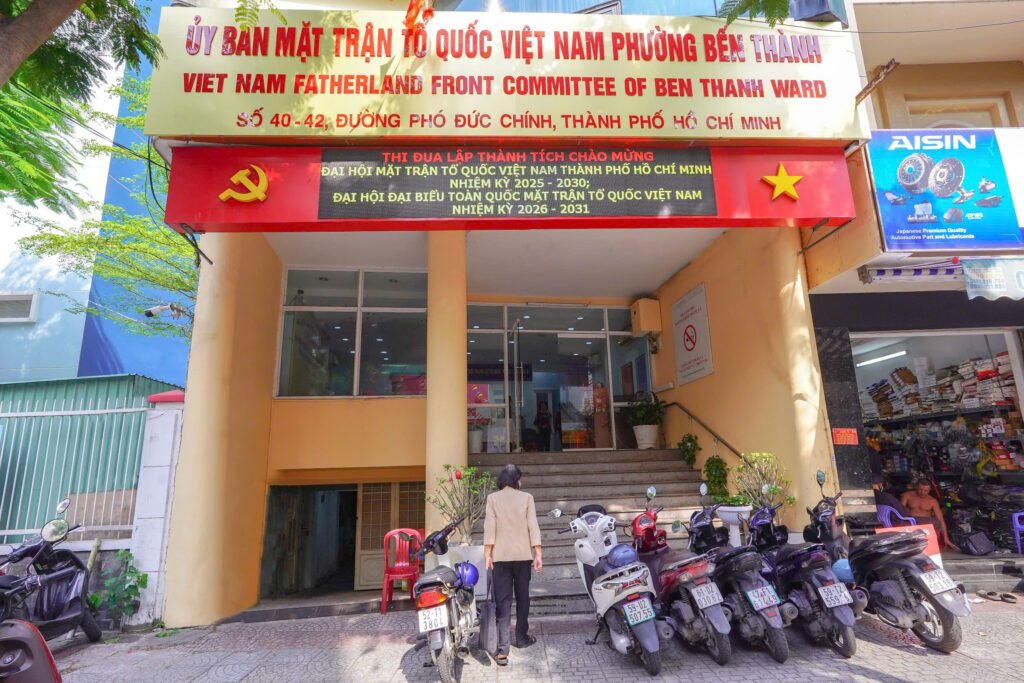 ỦY BAN MẶT TRẬN TỔ QUỐC VIỆT NAM PHƯỜNG BẾN THÀNH
VIET NAM FATHERLAND FRONT COMMITTEE OF BEN THANH WARD
SỐ 40 - 42, ĐƯỜNG PHÓ ĐỨC CHÍNH, THÀNH PHỐ HỒ CHÍ MINH
THI ĐUA LẬP THÀNH TÍCH CHÀO MỪNG
ĐẠI HỘI MẶT TRẬN TỔ QUỐC VIỆT NAM THÀNH PHỐ HỒ CHÍ MINH
NHIỆM KỲ 2025 - 2030;
ĐẠI HỘI ĐẠI BIỂU TOÀN QUỐC MẶT TRẬN TỔ QUỐC VIỆT NAM
NHIỆM KỲ 2026 - 2031
AISIN
Japanese Premium Quality
Automotive Part and Lubricants